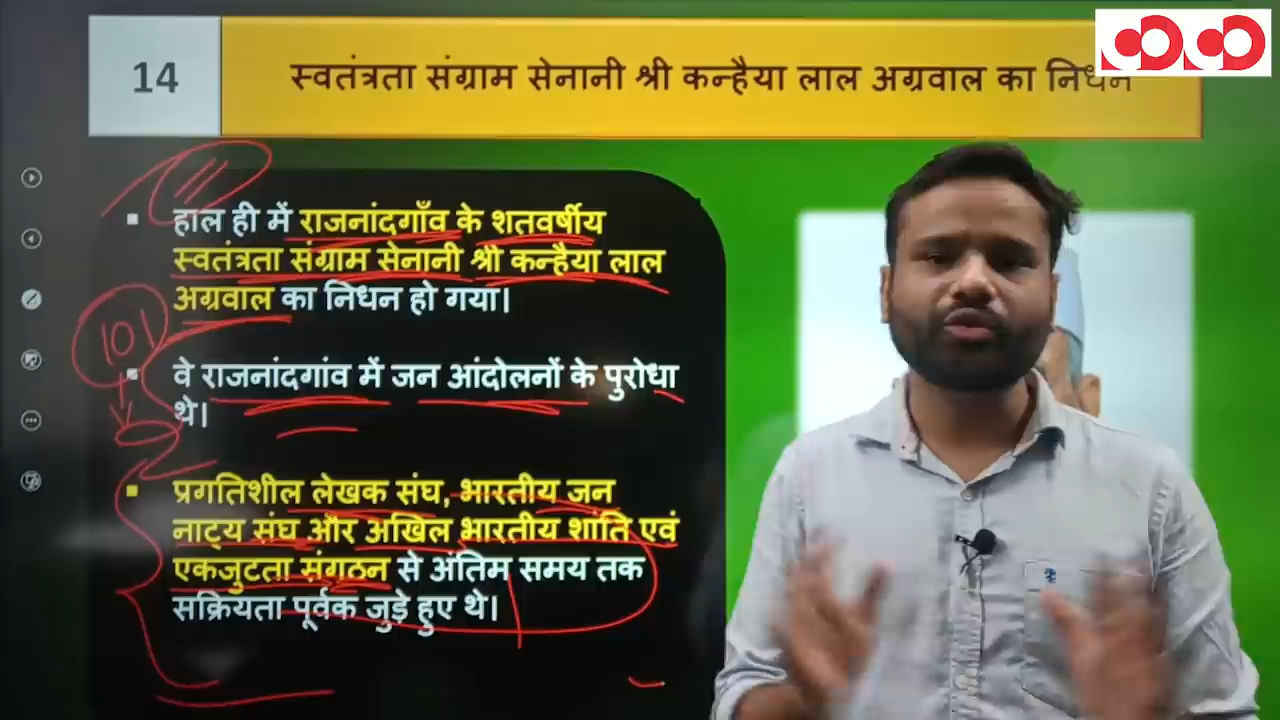 14
स्वतंत्रता संग्राम सेनानी श्री कन्हैया लाल अग्रवाल का निधन
हाल ही में राजनांदगाँव के शतवर्षीय
स्वतंत्रता संग्राम सेनानी श्री कन्हैया लाल
अग्रवाल का निधन हो गया।
101
वे राजनांदगांव में जन आंदोलनों के पुरोधा
थे।
प्रगतिशील लेखक संघ, भारतीय जन
नाट्य संघ और अखिल भारतीय शांति एवं
एकजुटता संगठन से अंतिम समय तक
सक्रियता पूर्वक जुड़े हुए थे।